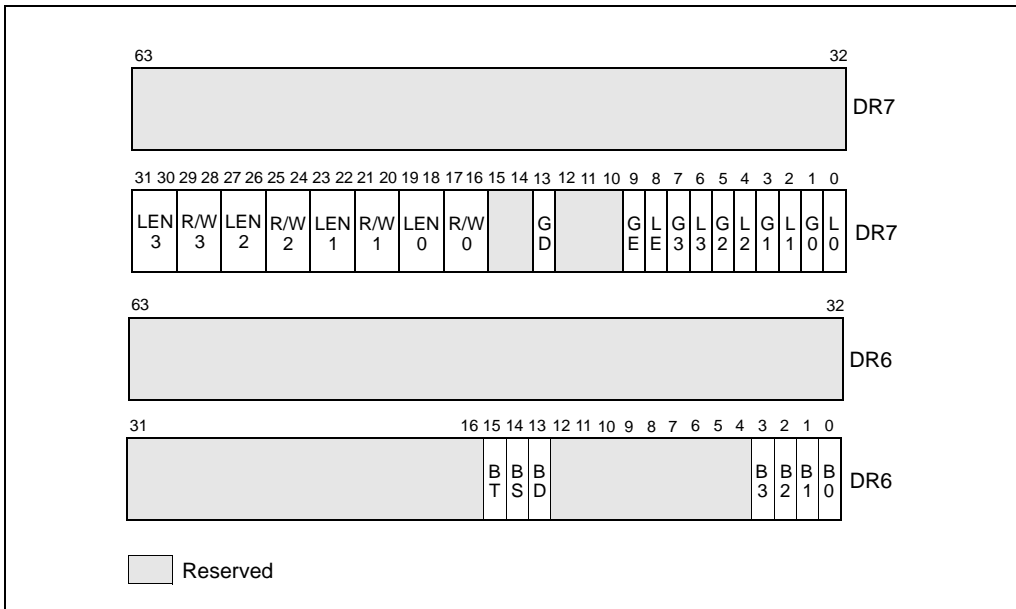 63 32
DR7
31 30 29 28 27 26 25 24 23 22 21 20 19 18 17 16 15 14 13 12 11 10 9 8 7 6 5 4 3 2 1 0
LEN 3 R/W 3 LEN 2 R/W 2 LEN 1 R/W 1 LEN 0 R/W 0 G D G E L E G 3 L 3 G 2 L 2 G 1 L 1 G 0 L 0 DR7
63 32
DR6
31 16 15 14 13 12 11 10 9 8 7 6 5 4 3 2 1 0
B T B S B D B 3 B 2 B 1 B 0 DR6
Reserved